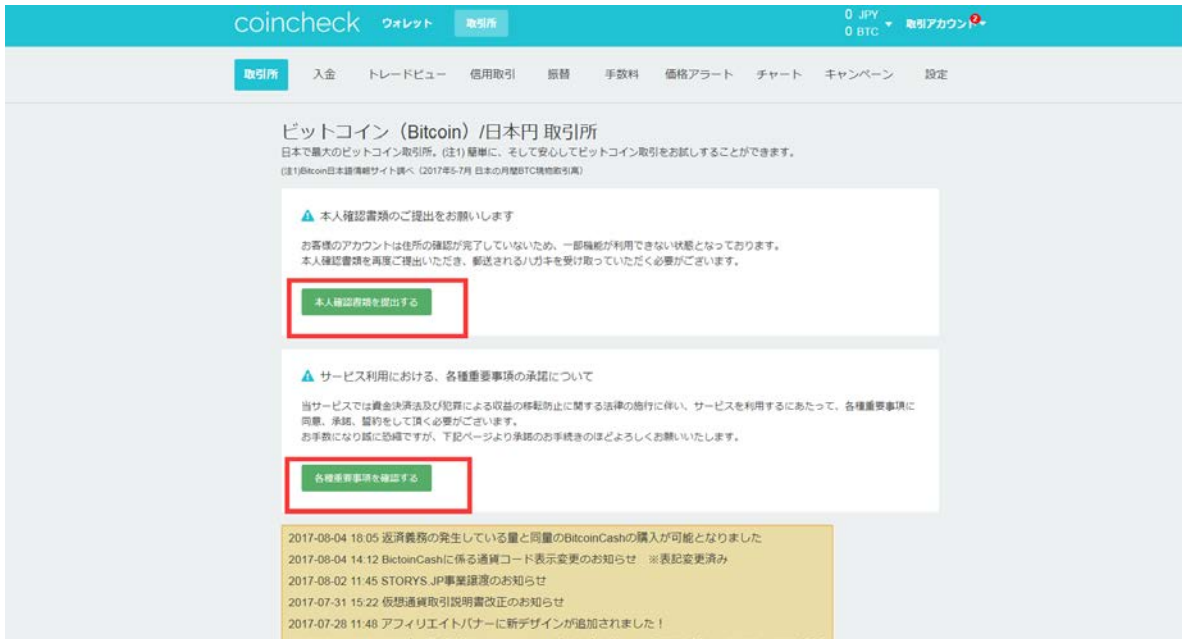 coincheck ウォレット 取引所 0 JPY 0 BTC 取引アカウント 2
取引所 入金 トレードビュー 信用取引 振替 手数料 価格アラート チャート キャンペーン 設定
ビットコイン（Bitcoin）/日本円 取引所
日本で最大のビットコイン取引所。(注1) 簡単に、そして安心してビットコイン取引をお試しすることができます。
(注1)Bitcoin日本語情報サイト調べ（2017年5-7月 日本の月間BTC現物取引高）
本人確認書類のご提出をお願いします
お客様のアカウントは住所の確認が完了していないため、一部機能が利用できない状態となっております。
本人確認書類を再度ご提出いただき、郵送されるハガキを受け取っていただく必要がございます。
本人確認書類を提出する
サービス利用における、各種重要事項の承諾について
当サービスでは資金決済法及び犯罪による収益の移転防止に関する法律の施行に伴い、サービスを利用するにあたって、各種重要事項に
同意、承諾、誓約をして頂く必要がございます。
お手数になり誠に恐縮ですが、下記ページより承諾のお手続きのほどよろしくお願いいたします。
各種重要事項を確認する
2017-08-04 18:05 返済義務の発生している量と同量のBitcoinCashの購入が可能となりました
2017-08-04 14:12 BictoinCashに係る通貨コード表示変更のお知らせ　※表記変更済み
2017-08-02 11:45 STORYS.JP事業譲渡のお知らせ
2017-07-31 15:22 仮想通貨取引説明書改正のお知らせ
2017-07-28 11:48 アフィリエイトバナーに新デザインが追加されました！